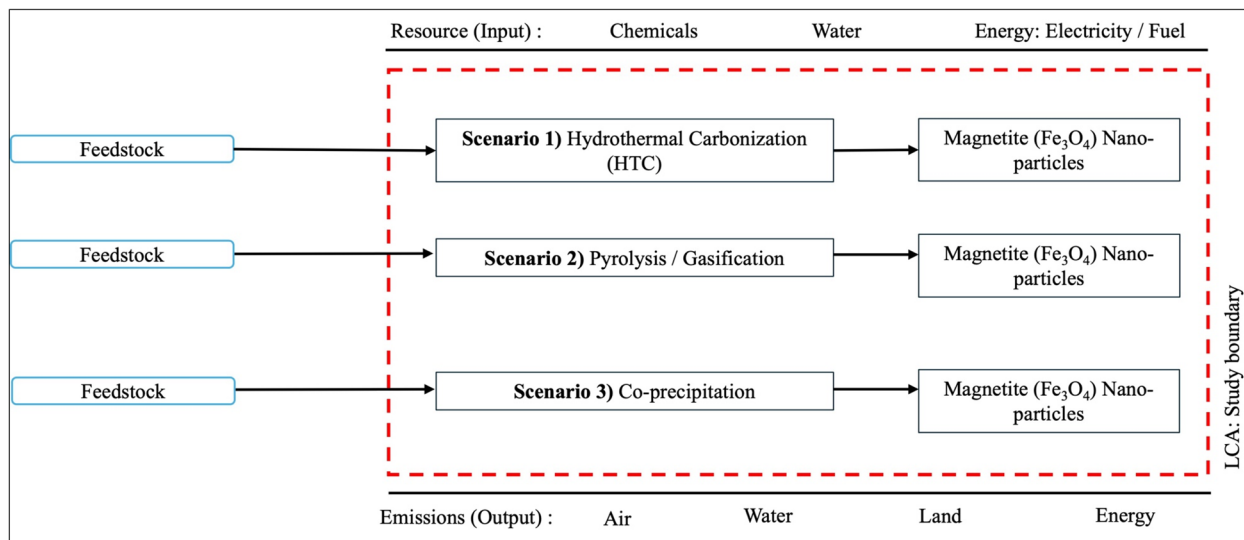 Resource (Input) : Chemicals Water Energy: Electricity / Fuel
Feedstock
Scenario 1) Hydrothermal Carbonization
(HTC)
Magnetite (Fe₃O₄) Nano-
particles
Feedstock
Scenario 2) Pyrolysis / Gasification
Magnetite (Fe₃O₄) Nano-
particles
Feedstock
Scenario 3) Co-precipitation
Magnetite (Fe₃O₄) Nano-
particles
LCA: Study boundary
Emissions (Output) : Air Water Land Energy